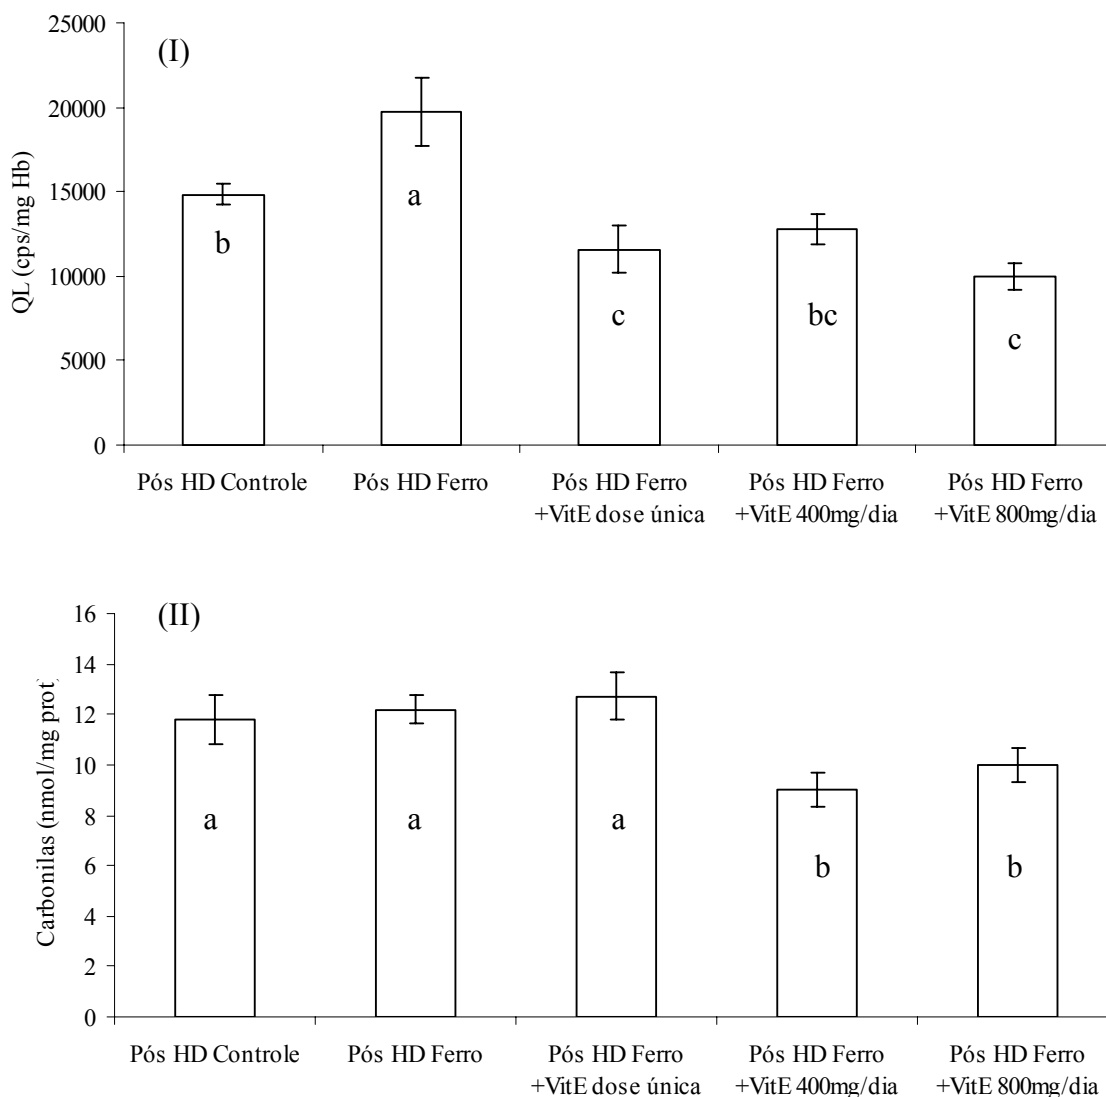 (I)
QL (cps/mg Hb)
25000
20000
15000
10000
5000
0
b
a
c
bc
c
Pós HD Controle
Pós HD Ferro
Pós HD Ferro
+VitE dose única
Pós HD Ferro
+VitE 400mg/dia
Pós HD Ferro
+VitE 800mg/dia
(II)
Carbonilas (nmol/mg prot)
16
14
12
10
8
6
4
2
0
a
a
a
b
b
Pós HD Controle
Pós HD Ferro
Pós HD Ferro
+VitE dose única
Pós HD Ferro
+VitE 400mg/dia
Pós HD Ferro
+VitE 800mg/dia